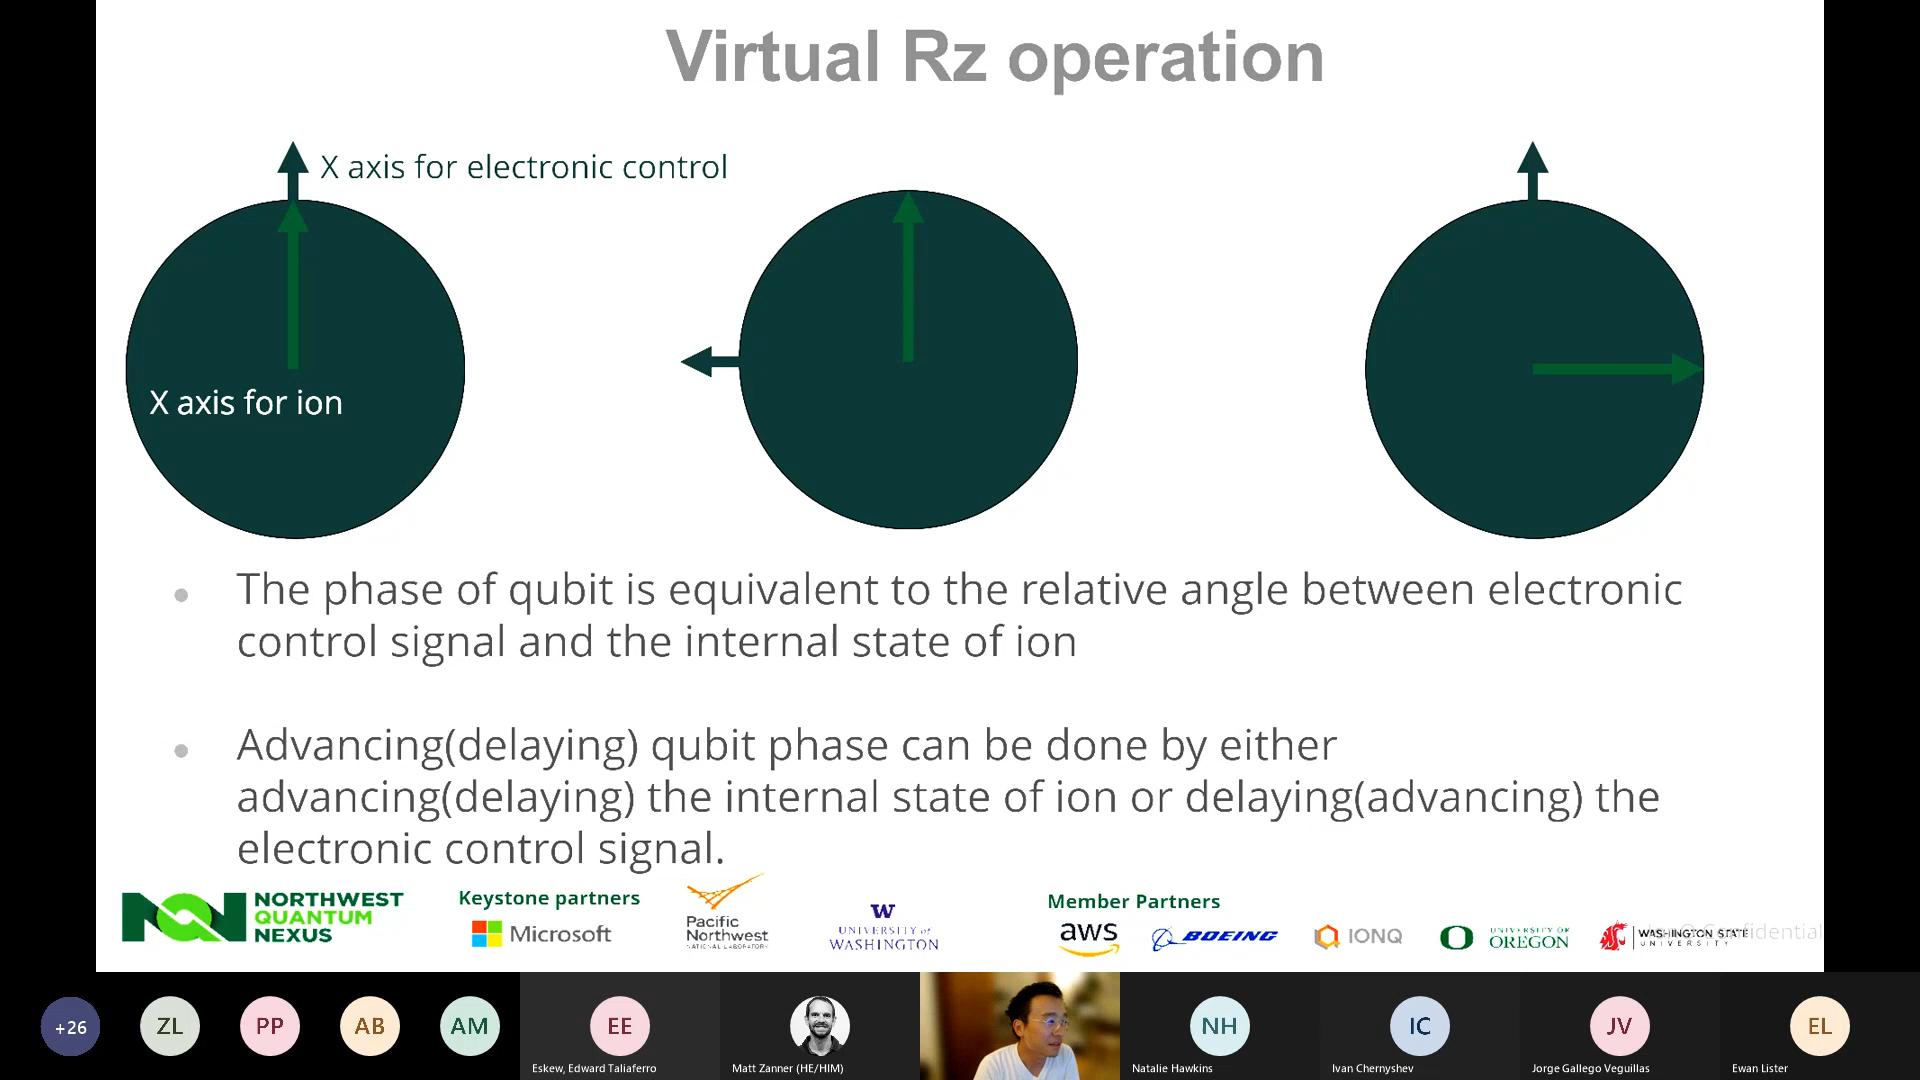 Virtual Rz operation
X axis for electronic control
X axis for ion
The phase of qubit is equivalent to the relative angle between electronic
control signal and the internal state of ion
Advancing(delaying) qubit phase can be done by either
advancing(delaying) the internal state of ion or delaying(advancing) the
electronic control signal.
NORTHWEST
QUANTUM
NEXUS
Keystone partners
Microsoft
Pacific
Northwest
NATIONAL LABORATORY
W
UNIVERSITY of
WASHINGTON
Member Partners
aws
BOEING
IONQ
O
UNIVERSITY OF
OREGON
WASHINGTON STATE
UNIVERSITY
Confidential
+26
ZL
PP
AB
AM
EE
Eskew, Edward Taliaferro
Matt Zanner (HE/HIM)
NH
Natalie Hawkins
IC
Ivan Chernyshev
JV
Jorge Gallego Veguillas
EL
Ewan Lister